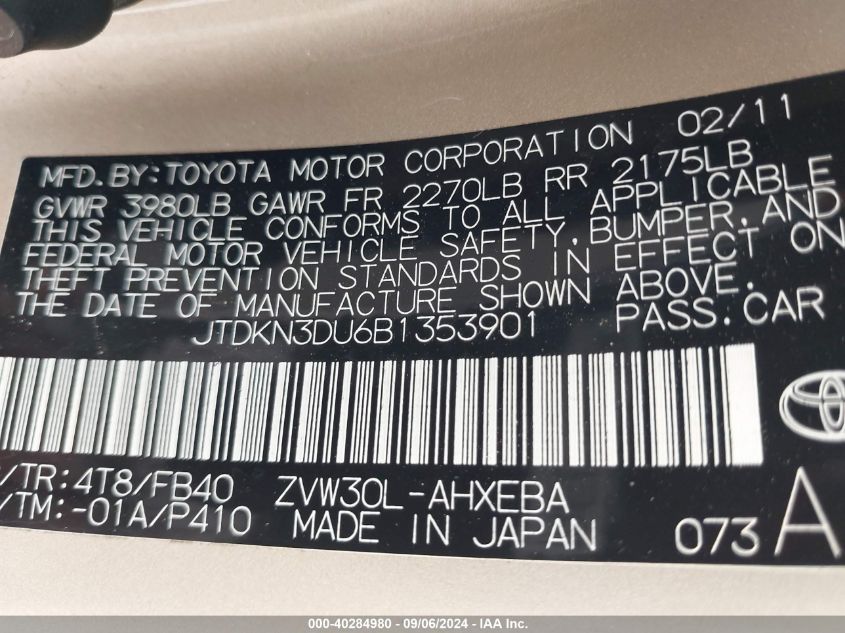 MFD. BY: TOYOTA MOTOR CORPORATION 02/11
GVWR 3980LB GAWR FR 2270LB RR 2175LB
THIS VEHICLE CONFORMS TO ALL APPLICABLE
FEDERAL MOTOR VEHICLE SAFETY, BUMPER, AND
THEFT PREVENTION STANDARDS IN EFFECT ON
THE DATE OF MANUFACTURE SHOWN ABOVE.
JTDKN3DU6B1353901 PASS. CAR
/TR: 4T8/FB40 ZVW30L-AHXEBA
/TM: -01A/P410 MADE IN JAPAN 073 A
000-40284980 - 09/06/2024 - IAA Inc.